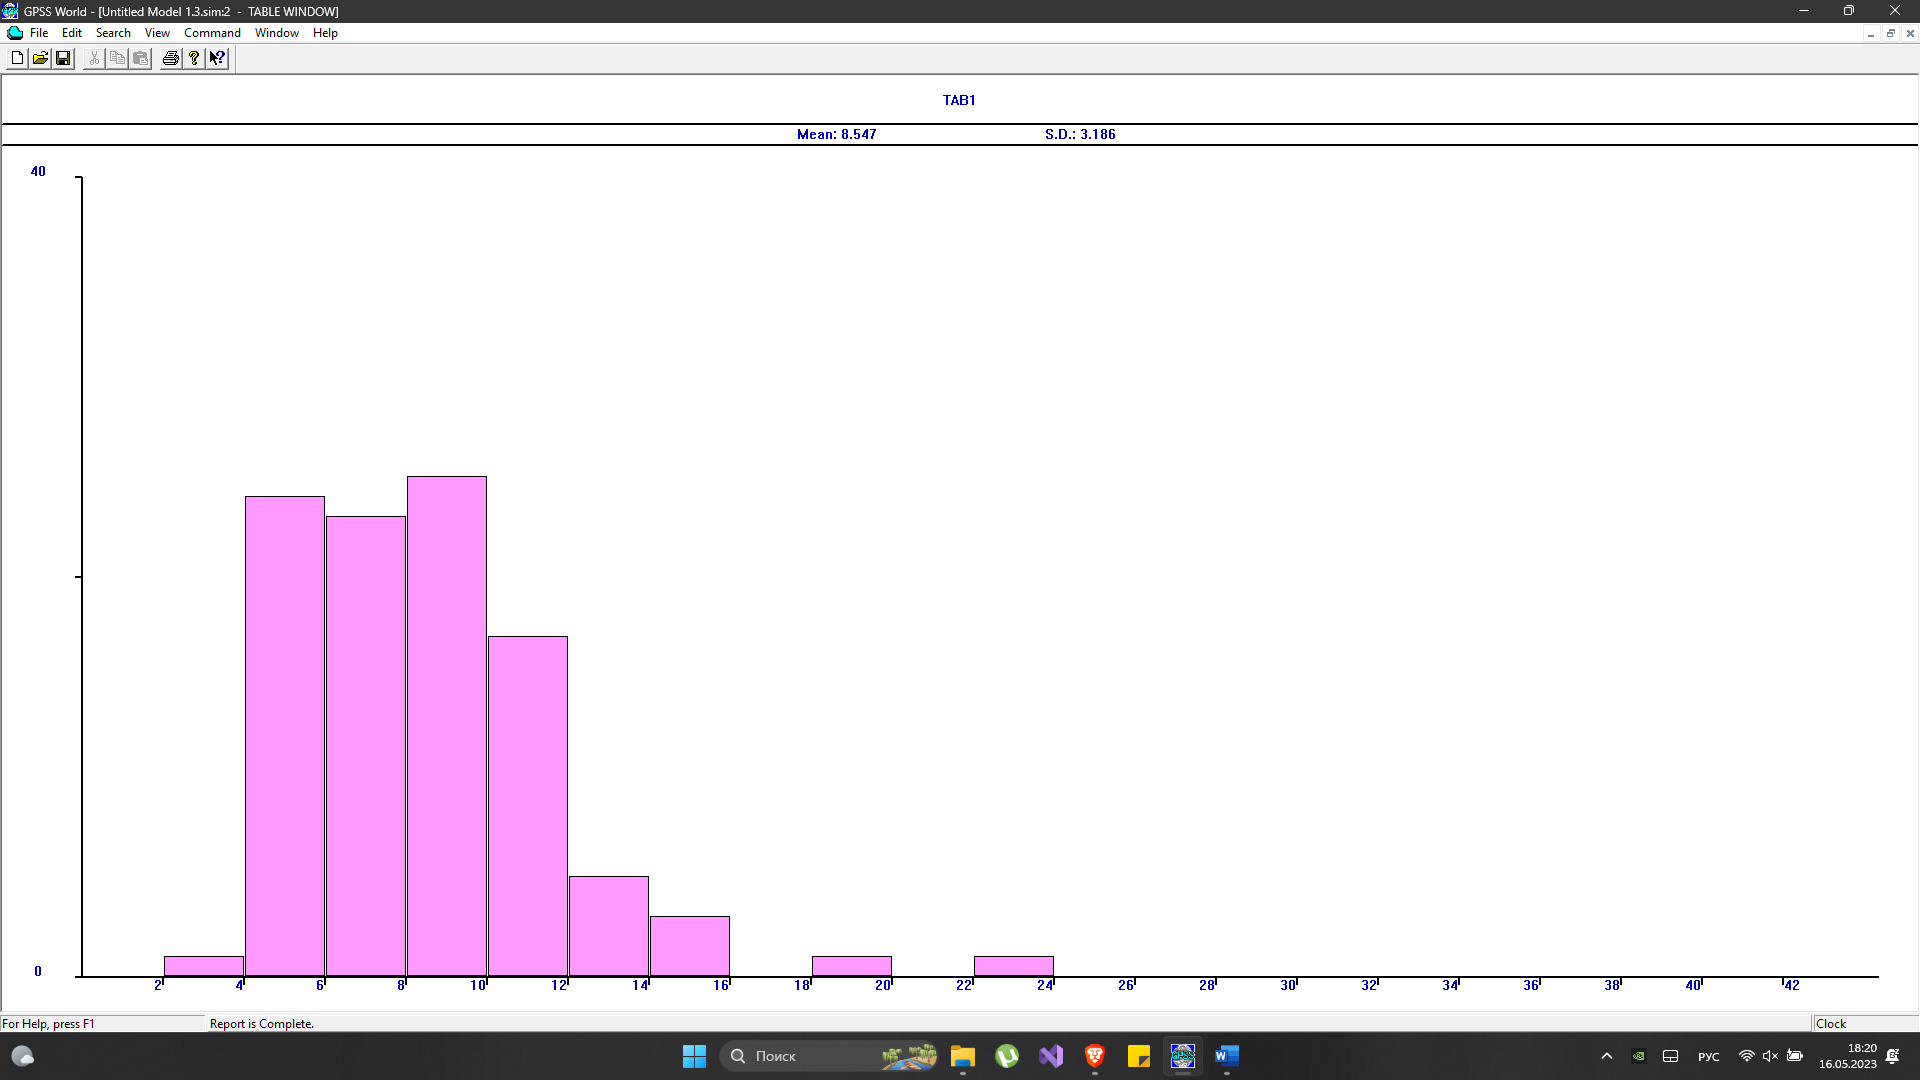 GPSS World - [Untitled Model 1.3.sim:2 - TABLE WINDOW]
File Edit Search View Command Window Help
TAB1
Mean: 8.547 S.D.: 3.186
40
0
2 4 6 8 10 12 14 16 18 20 22 24 26 28 30 32 34 36 38 40 42
For Help, press F1 Report is Complete. Clock
Поиск GPSS РУС 18:20
16.05.2023